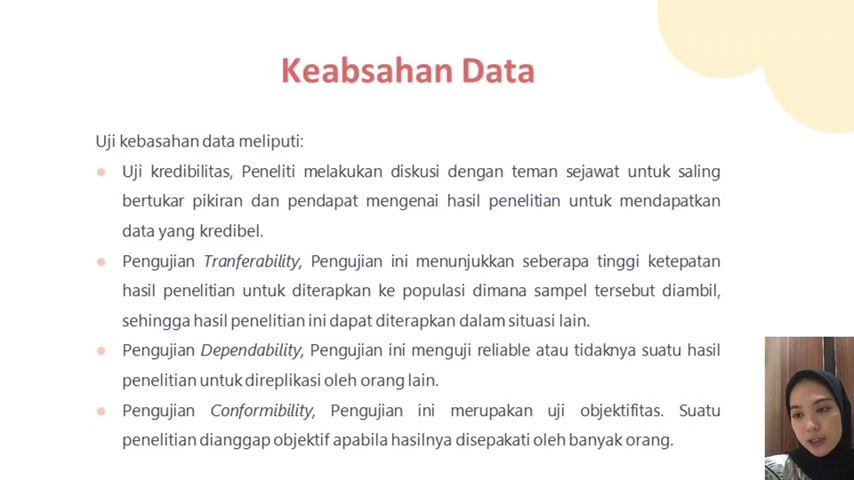 Keabsahan Data
Uji kebasahan data meliputi:
• Uji kredibilitas, Peneliti melakukan diskusi dengan teman sejawat untuk saling
bertukar pikiran dan pendapat mengenai hasil penelitian untuk mendapatkan
data yang kredibel.
• Pengujian Tranferability, Pengujian ini menunjukkan seberapa tinggi ketepatan
hasil penelitian untuk diterapkan ke populasi dimana sampel tersebut diambil,
sehingga hasil penelitian ini dapat diterapkan dalam situasi lain.
• Pengujian Dependability, Pengujian ini menguji reliable atau tidaknya suatu hasil
penelitian untuk direplikasi oleh orang lain.
• Pengujian Conformibility, Pengujian ini merupakan uji objektifitas. Suatu
penelitian dianggap objektif apabila hasilnya disepakati oleh banyak orang.